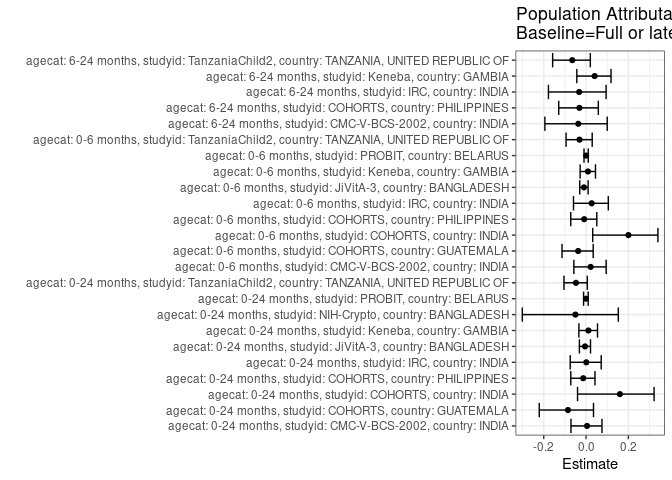 Population Attributa
Baseline=Full or late
agecat: 6-24 months, studyid: TanzaniaChild2, country: TANZANIA, UNITED REPUBLIC OF
agecat: 6-24 months, studyid: Keneba, country: GAMBIA
agecat: 6-24 months, studyid: IRC, country: INDIA
agecat: 6-24 months, studyid: COHORTS, country: PHILIPPINES
agecat: 6-24 months, studyid: CMC-V-BCS-2002, country: INDIA
agecat: 0-6 months, studyid: TanzaniaChild2, country: TANZANIA, UNITED REPUBLIC OF
agecat: 0-6 months, studyid: PROBIT, country: BELARUS
agecat: 0-6 months, studyid: Keneba, country: GAMBIA
agecat: 0-6 months, studyid: JiVitA-3, country: BANGLADESH
agecat: 0-6 months, studyid: IRC, country: INDIA
agecat: 0-6 months, studyid: COHORTS, country: PHILIPPINES
agecat: 0-6 months, studyid: COHORTS, country: INDIA
agecat: 0-6 months, studyid: COHORTS, country: GUATEMALA
agecat: 0-6 months, studyid: CMC-V-BCS-2002, country: INDIA
agecat: 0-24 months, studyid: TanzaniaChild2, country: TANZANIA, UNITED REPUBLIC OF
agecat: 0-24 months, studyid: PROBIT, country: BELARUS
agecat: 0-24 months, studyid: NIH-Crypto, country: BANGLADESH
agecat: 0-24 months, studyid: Keneba, country: GAMBIA
agecat: 0-24 months, studyid: JiVitA-3, country: BANGLADESH
agecat: 0-24 months, studyid: IRC, country: INDIA
agecat: 0-24 months, studyid: COHORTS, country: PHILIPPINES
agecat: 0-24 months, studyid: COHORTS, country: INDIA
agecat: 0-24 months, studyid: COHORTS, country: GUATEMALA
agecat: 0-24 months, studyid: CMC-V-BCS-2002, country: INDIA
-0.2 0.0 0.2
Estimate